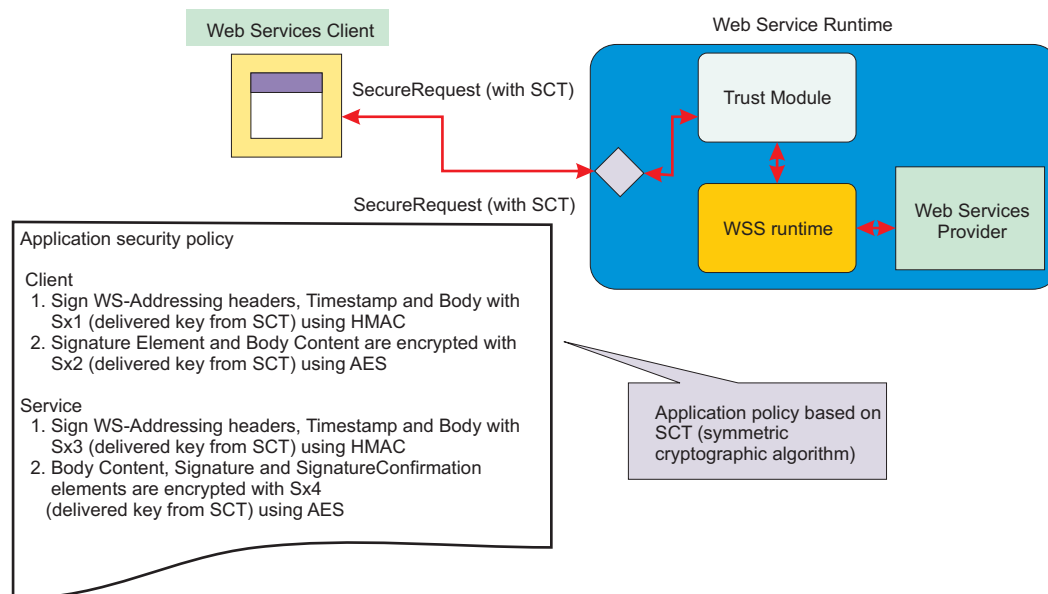 Web Services Client
Web Service Runtime
SecureRequest (with SCT)
Trust Module
SecureRequest (with SCT)
WSS runtime
Web Services
Provider
Application security policy
Client
1. Sign WS-Addressing headers, Timestamp and Body with
Sx1 (delivered key from SCT) using HMAC
2. Signature Element and Body Content are encrypted with
Sx2 (delivered key from SCT) using AES
Service
1. Sign WS-Addressing headers, Timestamp and Body with
Sx3 (delivered key from SCT) using HMAC
2. Body Content, Signature and SignatureConfirmation
elements are encrypted with Sx4
(delivered key from SCT) using AES
Application policy based on
SCT (symmetric
cryptographic algorithm)